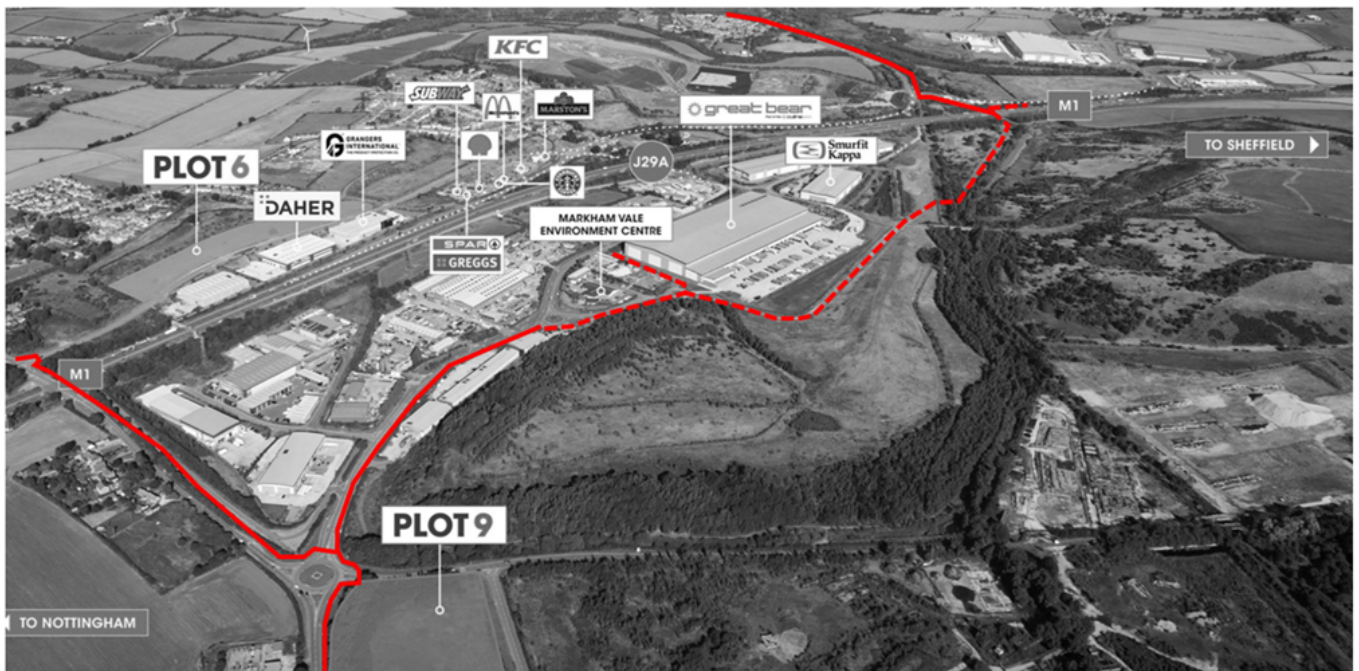 KFC
SUBWAY
MARSTON'S
great bear
M1
GRANGERS
INTERNATIONAL
Smurfit
Kappa
TO SHEFFIELD
PLOT 6
J29A
DAHER
MARKHAM VALE
ENVIRONMENT CENTRE
SPAR
GREGGS
M1
PLOT 9
TO NOTTINGHAM